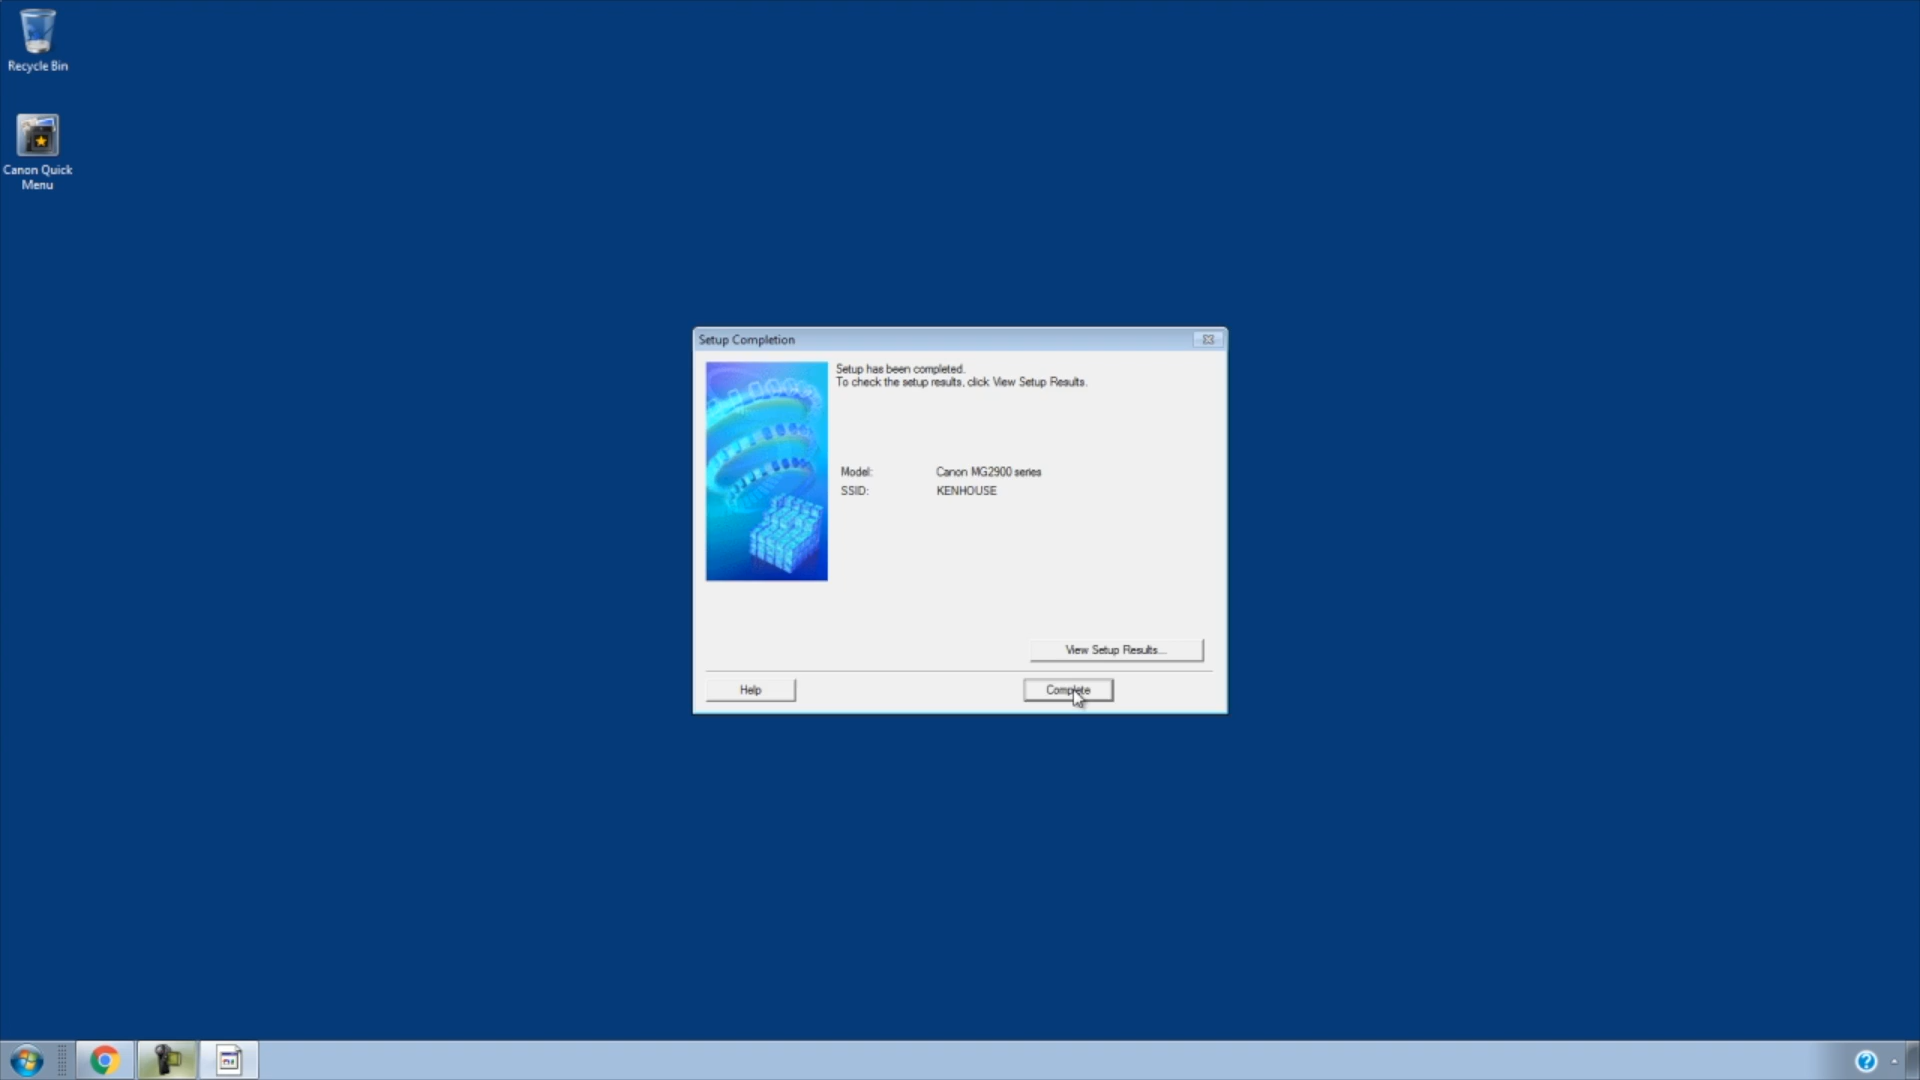 Recycle Bin
Canon Quick
Menu
Setup Completion
Setup has been completed.
To check the setup results, click View Setup Results.
Model: Canon MG2900 series
SSID: KENHOUSE
View Setup Results...
Help
Complete